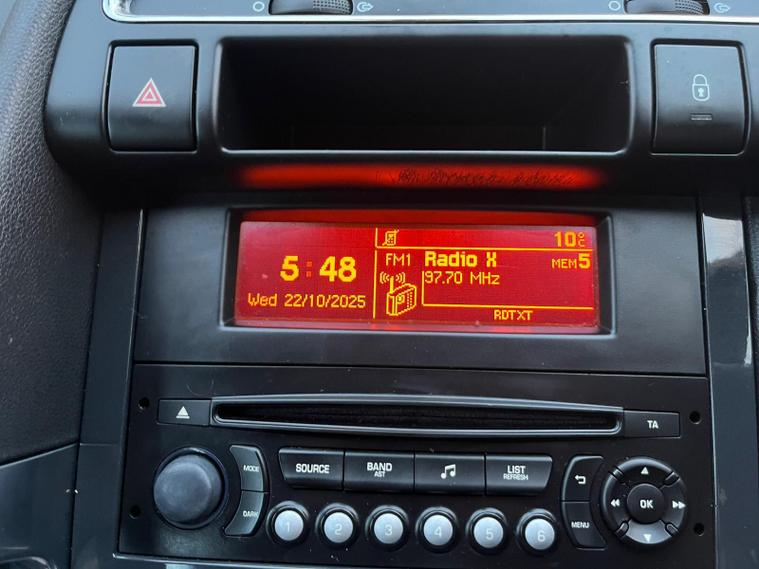 10°C
5:48
FM1 Radio X MEM5
97.70 MHz
Wed 22/10/2025
RDTXT
TA
MODE
SOURCE
BAND
AST
LIST
REFRESH
DARK
MENU
OK
1 2 3 4 5 6